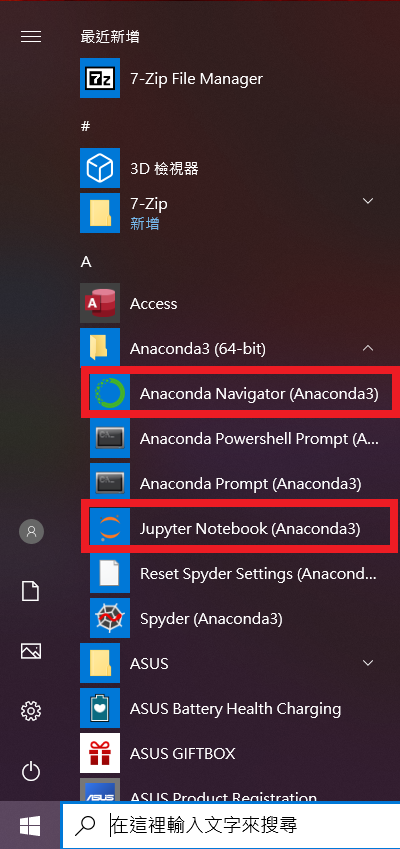 最近新增
7-Zip File Manager
#
3D 檢視器
7-Zip
新增
A
Access
Anaconda3 (64-bit)
Anaconda Navigator (Anaconda3)
Anaconda Powershell Prompt (A...
Anaconda Prompt (Anaconda3)
Jupyter Notebook (Anaconda3)
Reset Spyder Settings (Anacond...
Spyder (Anaconda3)
ASUS
ASUS Battery Health Charging
ASUS GIFTBOX
ASUS Product Registration
在這裡輸入文字來搜尋